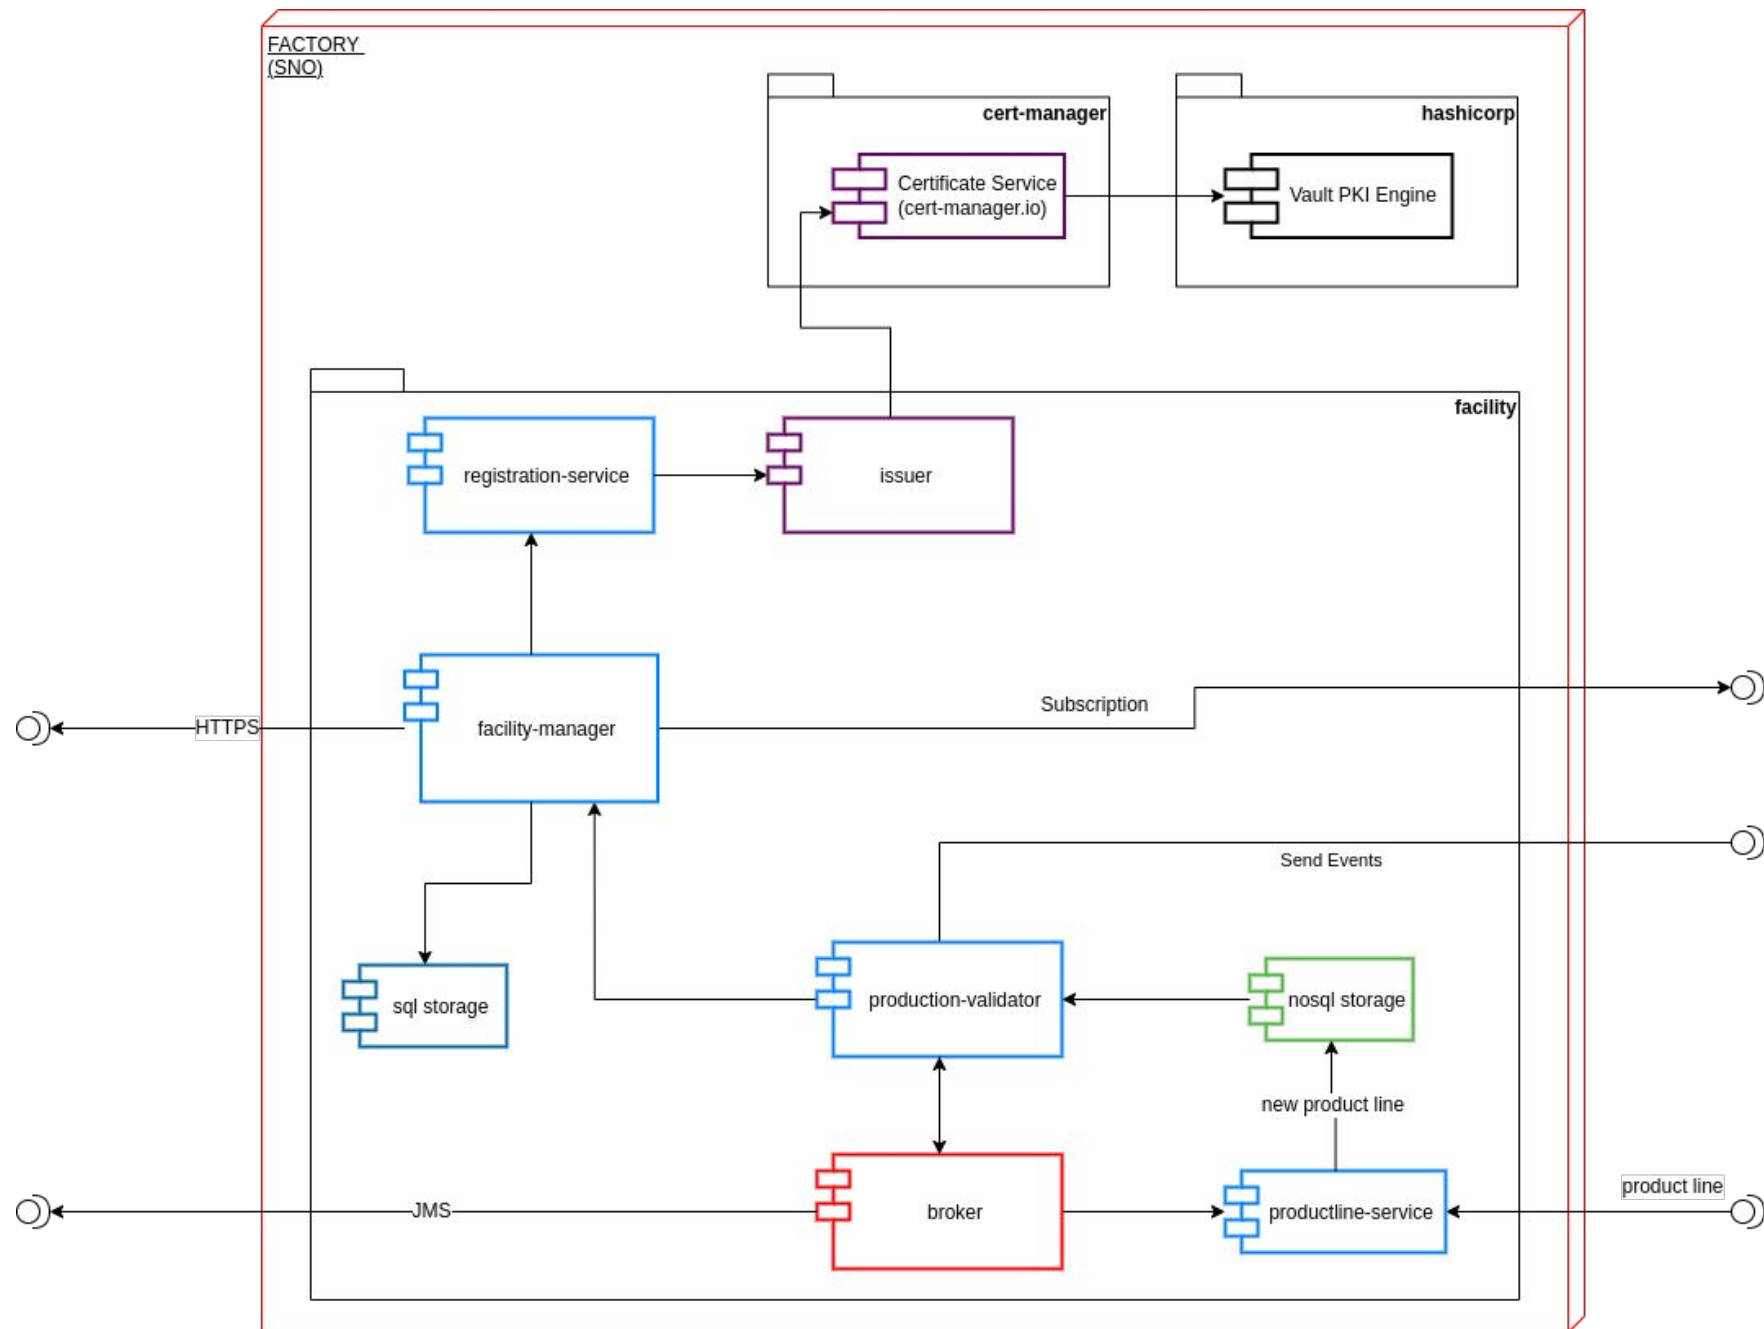 FACTORY
(SNO)
cert-manager
hashicorp
Certificate Service
(cert-manager.io)
Vault PKI Engine
facility
registration-service
issuer
Subscription
HTTPS
facility-manager
Send Events
sql storage
production-validator
nosql storage
new product line
product line
JMS
broker
productline-service